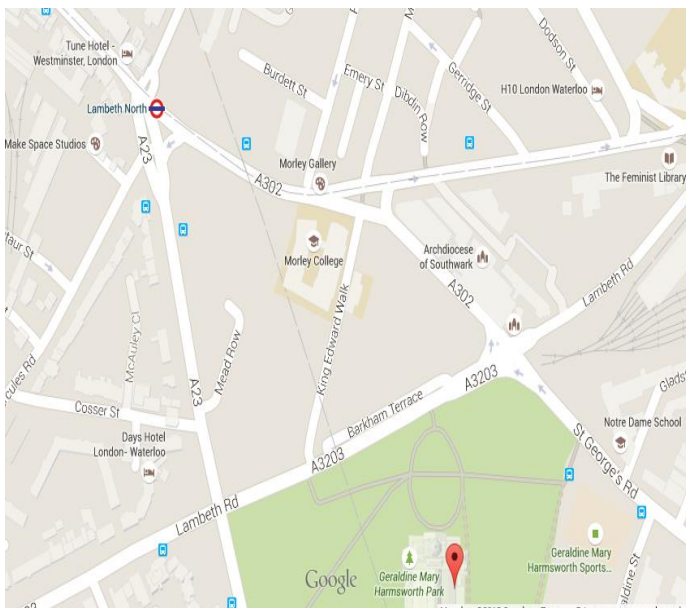 Tune Hotel -
Westminster, London
Lambeth North
Make Space Studios
A23
Burdett St
Emery St
Dibdin Row
Gerridge St
Dodson St
H10 London Waterloo
The Feminist Library
Morley Gallery
A302
Morley College
Archdiocese
of Southwark
A302
Lambeth Rd
King Edward Walk
McAuley Cl
Mead Row
A23
Cosser St
Days Hotel
London- Waterloo
Barkham Terrace
A3203
A3203
Lambeth Rd
St George's Rd
Notre Dame School
Geraldine Mary
Harmsworth Sports...
Geraldine Mary
Harmsworth Park
Google